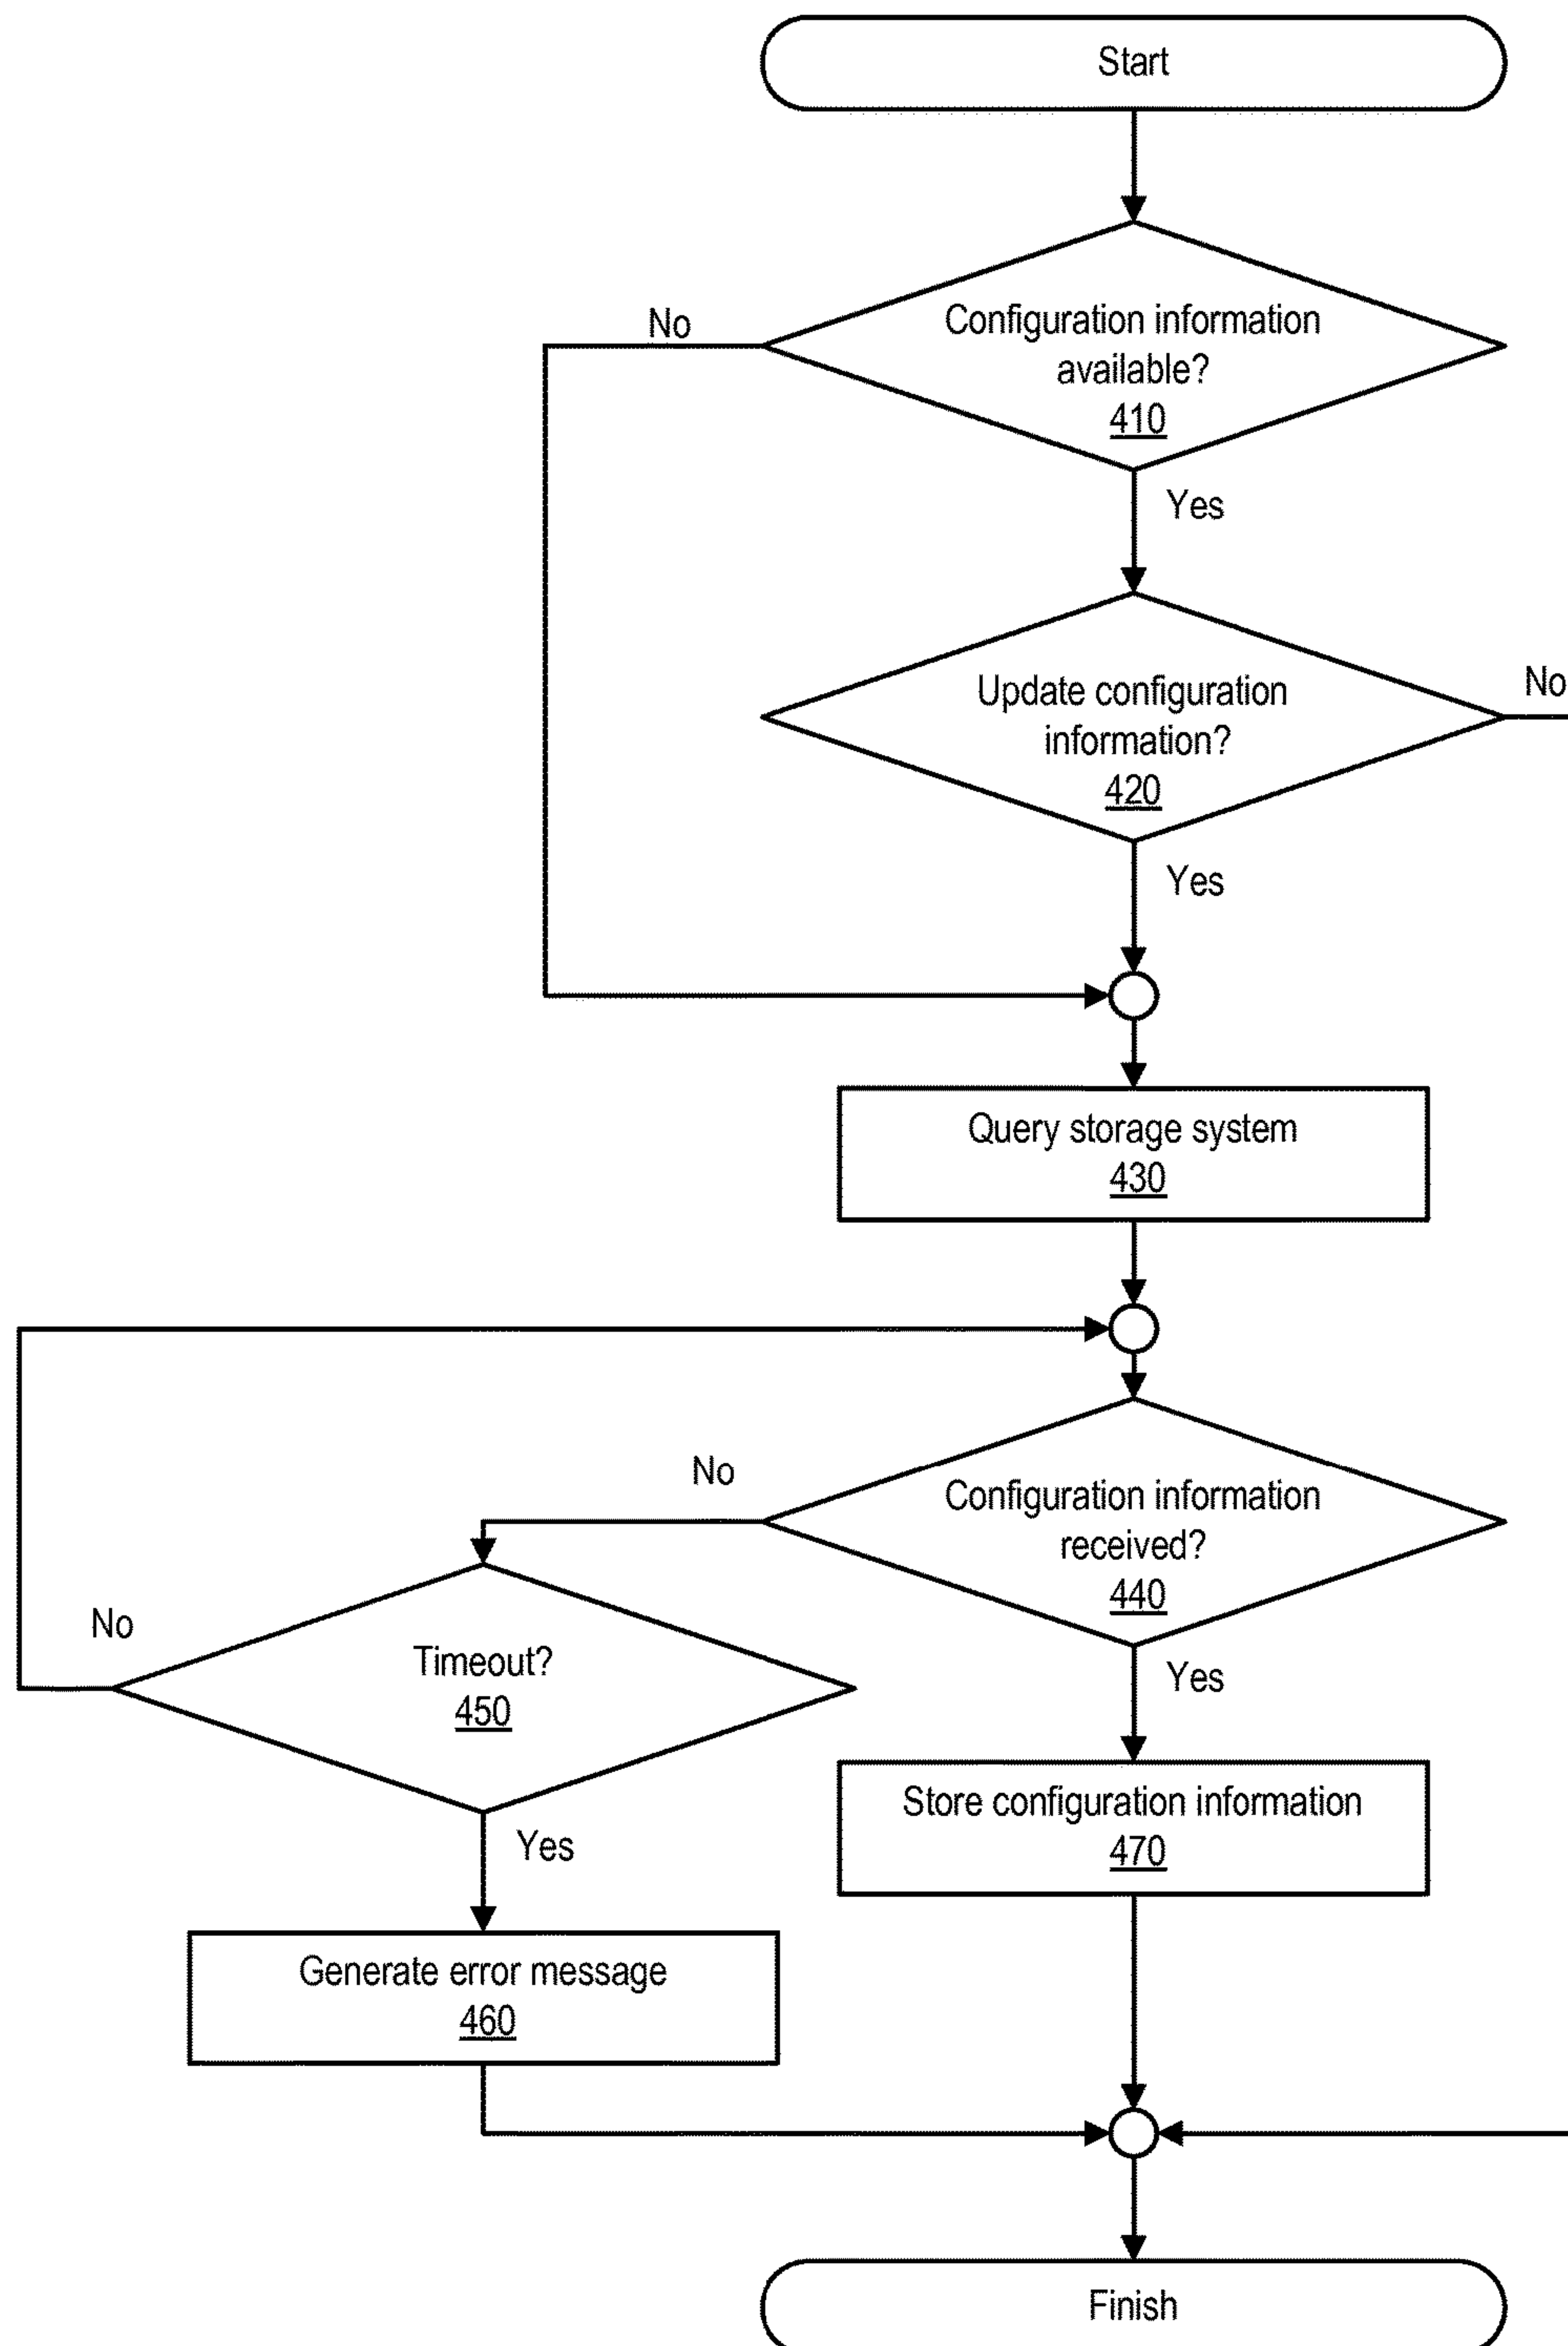 Start
No
Configuration information
available?
410
Yes
Update configuration
information?
420
No
Yes
Query storage system
430
No
Configuration information
received?
440
No
Timeout?
450
Yes
Yes
Store configuration information
470
Generate error message
460
Finish